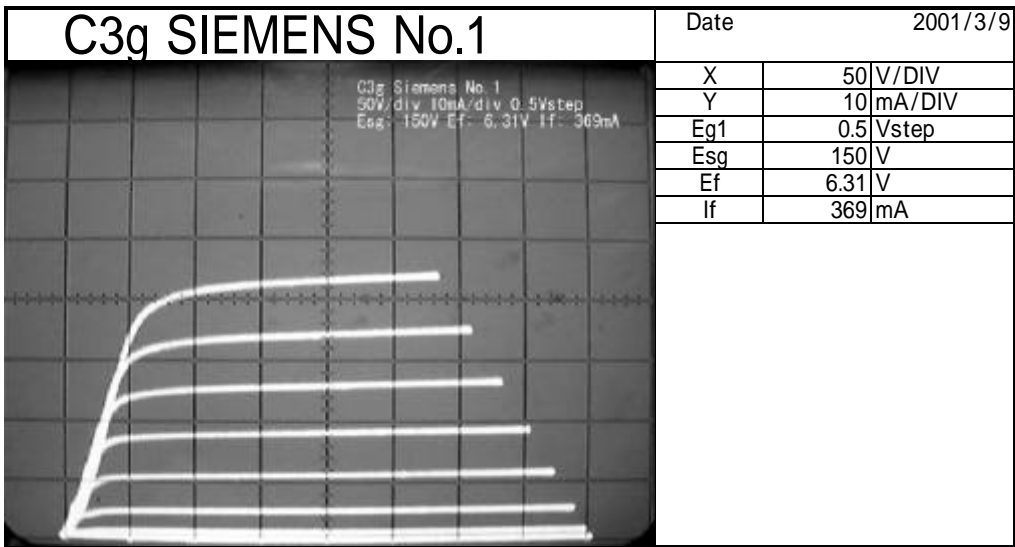 C3g SIEMENS No.1
Date 2001/3/9
C3g Siemens No.1
50V/div 10mA/div 0.5Vstep
Esg: 150V Ef: 6.31V If: 369mA
X 50 V/DIV
Y 10 mA/DIV
Eg1 0.5 Vstep
Esg 150 V
Ef 6.31 V
If 369 mA